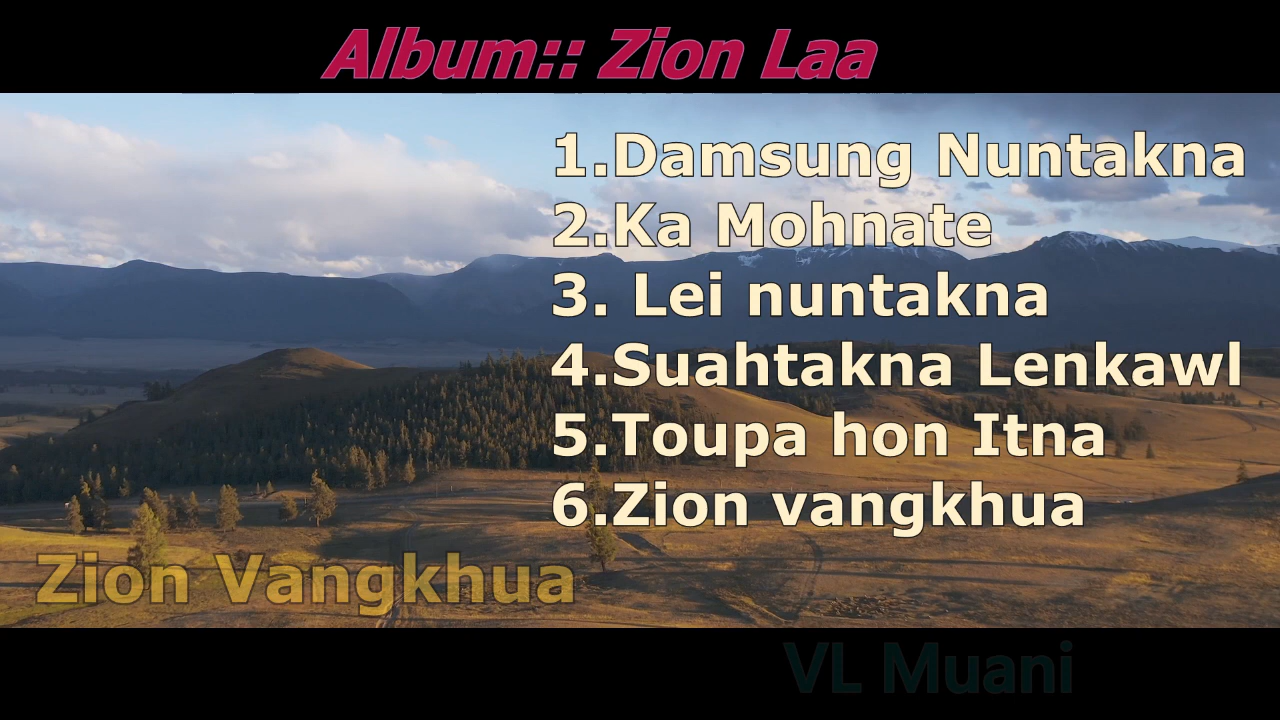 Album:: Zion Laa
1.Damsung Nuntakna
2.Ka Mohnate
3. Lei nuntakna
4.Suahtakna Lenkawl
5.Toupa hon Itna
6.Zion vangkhua
Zion Vangkhua
VL Muani